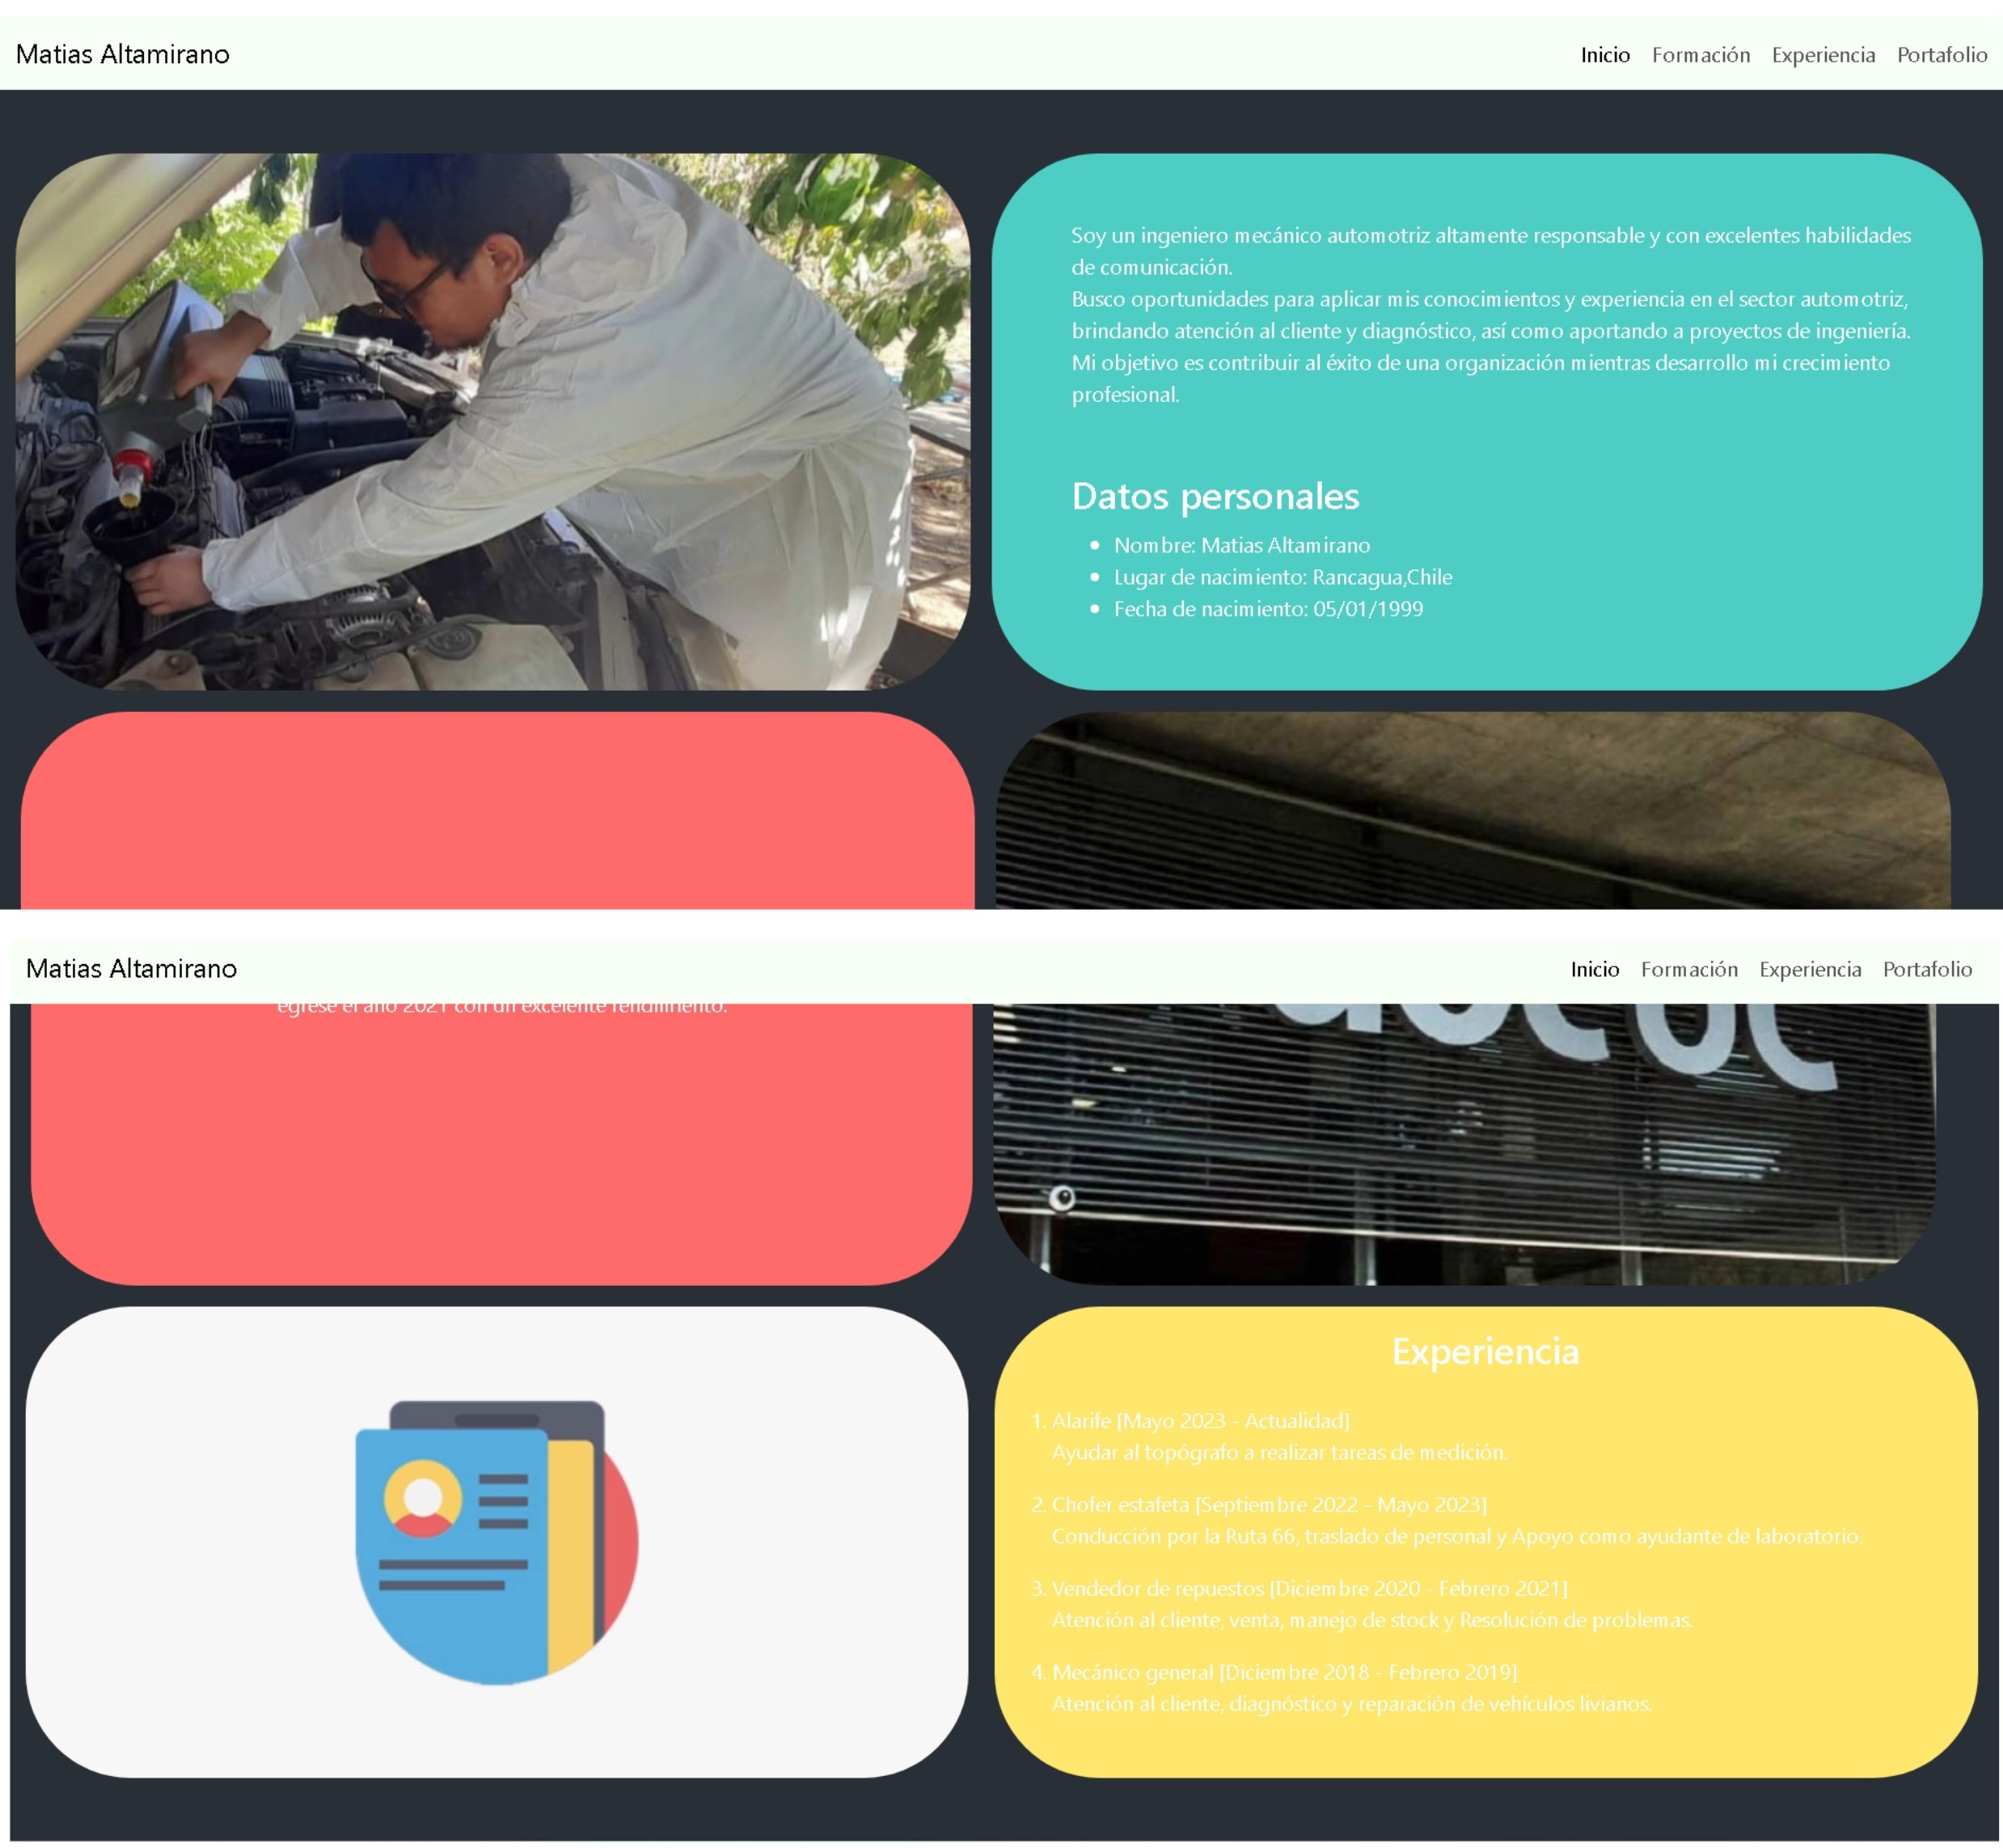 Matias Altamirano
Inicio Formación Experiencia Portafolio
Soy un ingeniero mecánico automotriz altamente responsable y con excelentes habilidades
de comunicación.
Busco oportunidades para aplicar mis conocimientos y experiencia en el sector automotriz,
brindando atención al cliente y diagnóstico, así como aportando a proyectos de ingeniería.
Mi objetivo es contribuir al éxito de una organización mientras desarrollo mi crecimiento
profesional.
Datos personales
Nombre: Matias Altamirano
Lugar de nacimiento: Rancagua,Chile
Fecha de nacimiento: 05/01/1999
Matias Altamirano
Inicio Formación Experiencia Portafolio
egrese el año 2021 con un excelente rendimiento.
Experiencia
1. Alarife [Mayo 2023 - Actualidad]
Ayudar al topógrafo a realizar tareas de medición.
2. Chofer estafeta [Septiembre 2022 - Mayo 2023]
Conducción por la Ruta 66, traslado de personal y Apoyo como ayudante de laboratorio.
3. Vendedor de repuestos [Diciembre 2020 - Febrero 2021]
Atención al cliente, venta, manejo de stock y Resolución de problemas.
4. Mecánico general [Diciembre 2018 - Febrero 2019]
Atención al cliente, diagnóstico y reparación de vehículos livianos.